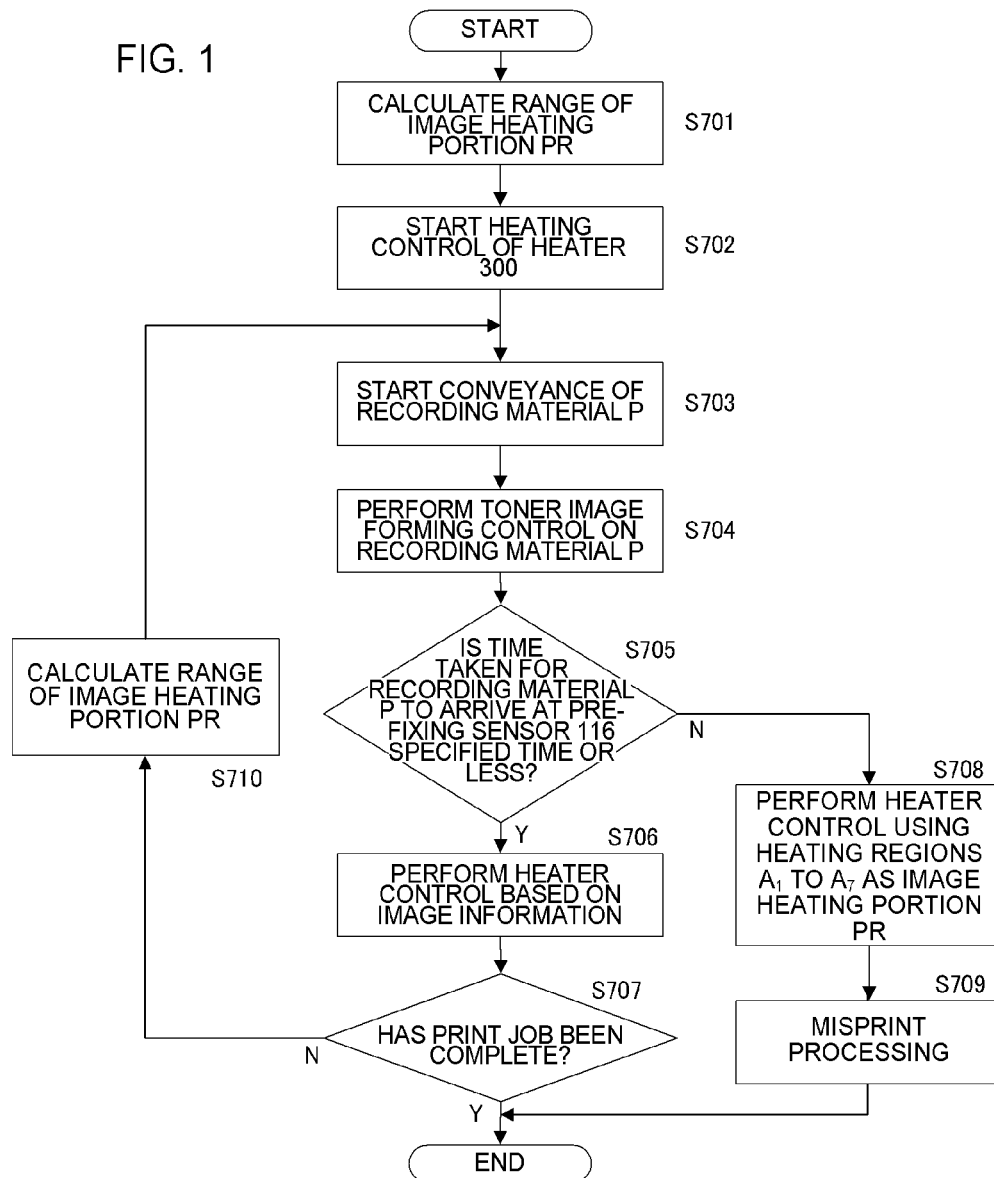 FIG. 1
START
CALCULATE RANGE OF
IMAGE HEATING
PORTION PR
S701
START HEATING
CONTROL OF HEATER
300
S702
START CONVEYANCE OF
RECORDING MATERIAL P
S703
PERFORM TONER IMAGE
FORMING CONTROL ON
RECORDING MATERIAL P
S704
IS TIME
TAKEN FOR
RECORDING MATERIAL
P TO ARRIVE AT PRE-
FIXING SENSOR 116
SPECIFIED TIME OR
LESS?
S705
N
Y
S706
PERFORM HEATER
CONTROL BASED ON
IMAGE INFORMATION
S707
HAS PRINT JOB BEEN
COMPLETE?
N
Y
CALCULATE RANGE
OF IMAGE HEATING
PORTION PR
S710
S708
PERFORM HEATER
CONTROL USING
HEATING REGIONS
A₁ TO A₇ AS IMAGE
HEATING PORTION
PR
S709
MISPRINT
PROCESSING
END